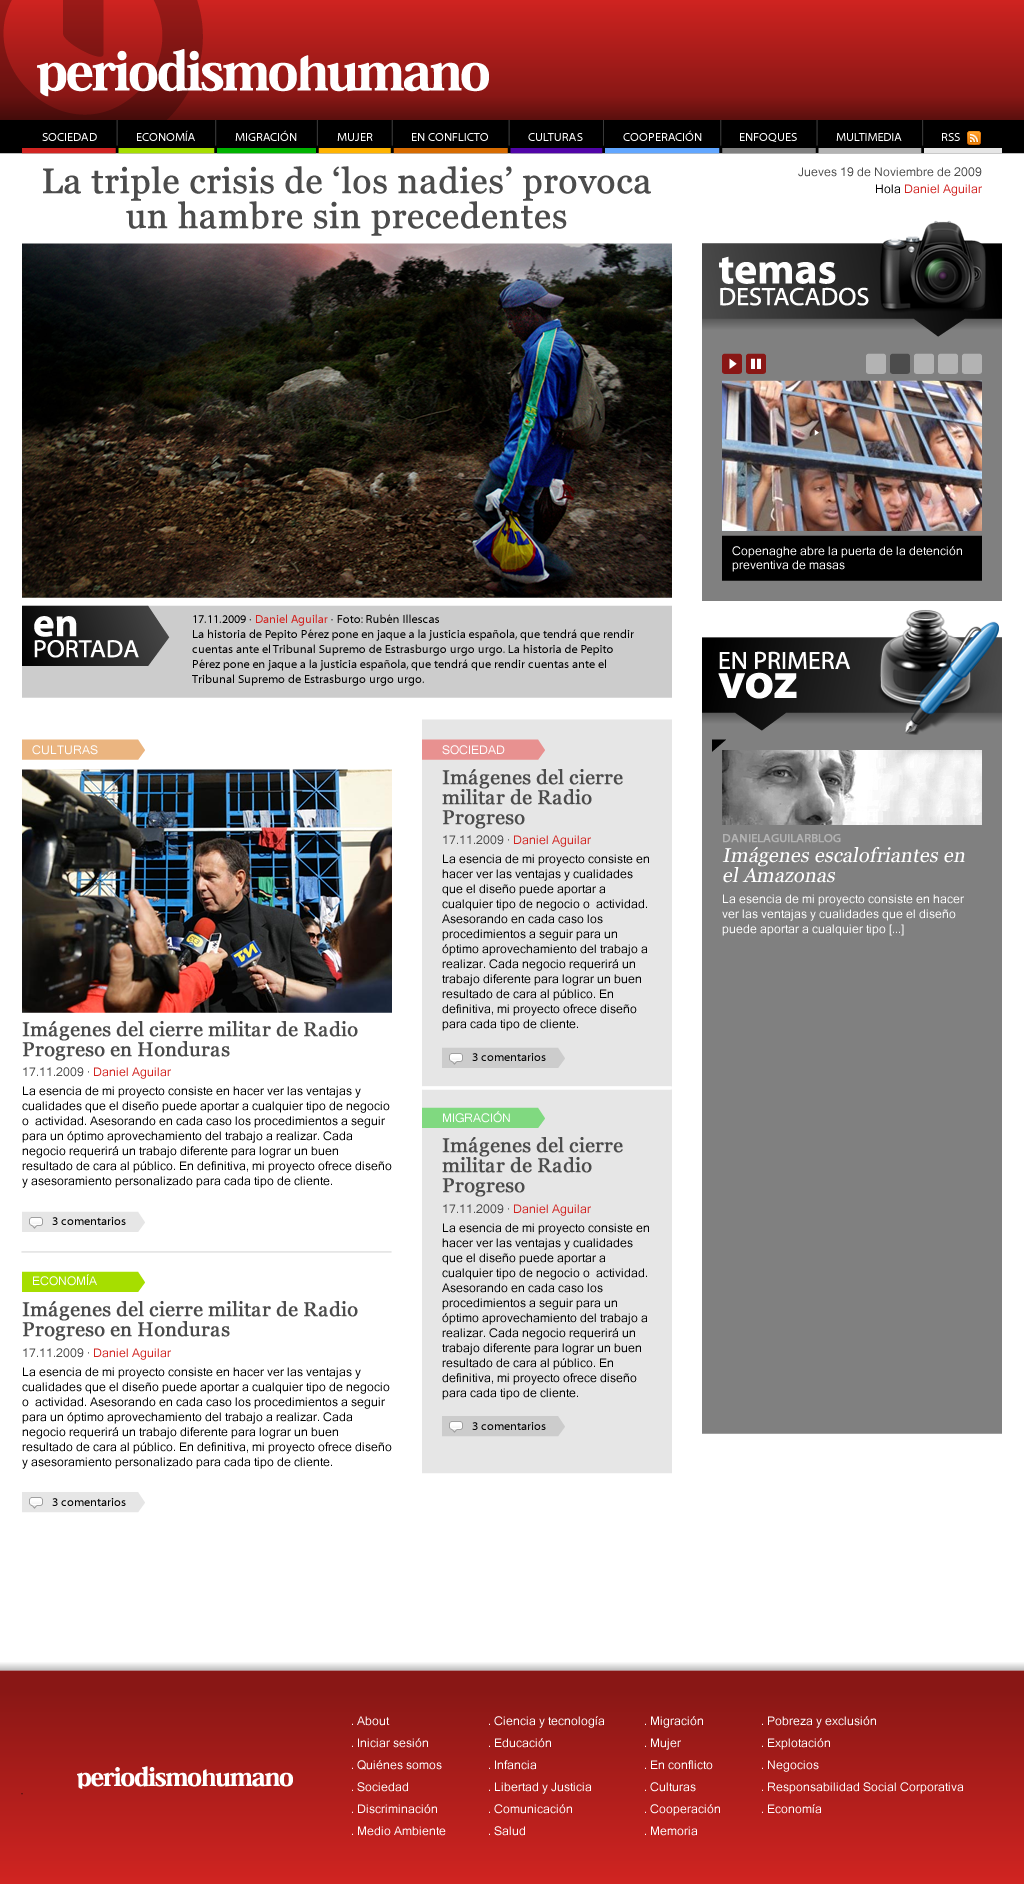 periodismohumano
SOCIEDAD
ECONOMÍA
MIGRACIÓN
MUJER
EN CONFLICTO
CULTURAS
COOPERACIÓN
ENFOQUES
MULTIMEDIA
RSS
La triple crisis de ‘los nadies’ provoca
un hambre sin precedentes
Jueves 19 de Noviembre de 2009
Hola Daniel Aguilar
en
PORTADA
17.11.2009 · Daniel Aguilar · Foto: Rubén Illescas
La historia de Pepito Pérez pone en jaque a la justicia española, que tendrá que rendir
cuentas ante el Tribunal Supremo de Estrasburgo urgo urgo. La historia de Pepito
Pérez pone en jaque a la justicia española, que tendrá que rendir cuentas ante el
Tribunal Supremo de Estrasburgo urgo urgo.
CULTURAS
Imágenes del cierre militar de Radio
Progreso en Honduras
17.11.2009 · Daniel Aguilar
La esencia de mi proyecto consiste en hacer ver las ventajas y
cualidades que el diseño puede aportar a cualquier tipo de negocio
o actividad. Asesorando en cada caso los procedimientos a seguir
para un óptimo aprovechamiento del trabajo a realizar. Cada
negocio requerirá un trabajo diferente para lograr un buen
resultado de cara al público. En definitiva, mi proyecto ofrece diseño
y asesoramiento personalizado para cada tipo de cliente.
3 comentarios
ECONOMÍA
Imágenes del cierre militar de Radio
Progreso en Honduras
17.11.2009 · Daniel Aguilar
La esencia de mi proyecto consiste en hacer ver las ventajas y
cualidades que el diseño puede aportar a cualquier tipo de negocio
o actividad. Asesorando en cada caso los procedimientos a seguir
para un óptimo aprovechamiento del trabajo a realizar. Cada
negocio requerirá un trabajo diferente para lograr un buen
resultado de cara al público. En definitiva, mi proyecto ofrece diseño
y asesoramiento personalizado para cada tipo de cliente.
3 comentarios
SOCIEDAD
Imágenes del cierre
militar de Radio
Progreso
17.11.2009 · Daniel Aguilar
La esencia de mi proyecto consiste en
hacer ver las ventajas y cualidades
que el diseño puede aportar a
cualquier tipo de negocio o actividad.
Asesorando en cada caso los
procedimientos a seguir para un
óptimo aprovechamiento del trabajo a
realizar. Cada negocio requerirá un
trabajo diferente para lograr un buen
resultado de cara al público. En
definitiva, mi proyecto ofrece diseño
para cada tipo de cliente.
3 comentarios
MIGRACIÓN
Imágenes del cierre
militar de Radio
Progreso
17.11.2009 · Daniel Aguilar
La esencia de mi proyecto consiste en
hacer ver las ventajas y cualidades
que el diseño puede aportar a
cualquier tipo de negocio o actividad.
Asesorando en cada caso los
procedimientos a seguir para un
óptimo aprovechamiento del trabajo a
realizar. Cada negocio requerirá un
trabajo diferente para lograr un buen
resultado de cara al público. En
definitiva, mi proyecto ofrece diseño
para cada tipo de cliente.
3 comentarios
temas
DESTACADOS
Copenaghe abre la puerta de la detención
preventiva de masas
EN PRIMERA
VOZ
DANIELAGUILARBLOG
Imágenes escalofriantes en
el Amazonas
La esencia de mi proyecto consiste en hacer
ver las ventajas y cualidades que el diseño
puede aportar a cualquier tipo [...]
periodismohumano
. About
. Iniciar sesión
. Quiénes somos
. Sociedad
. Discriminación
. Medio Ambiente
. Ciencia y tecnología
. Educación
. Infancia
. Libertad y Justicia
. Comunicación
. Salud
. Migración
. Mujer
. En conflicto
. Culturas
. Cooperación
. Memoria
. Pobreza y exclusión
. Explotación
. Negocios
. Responsabilidad Social Corporativa
. Economía